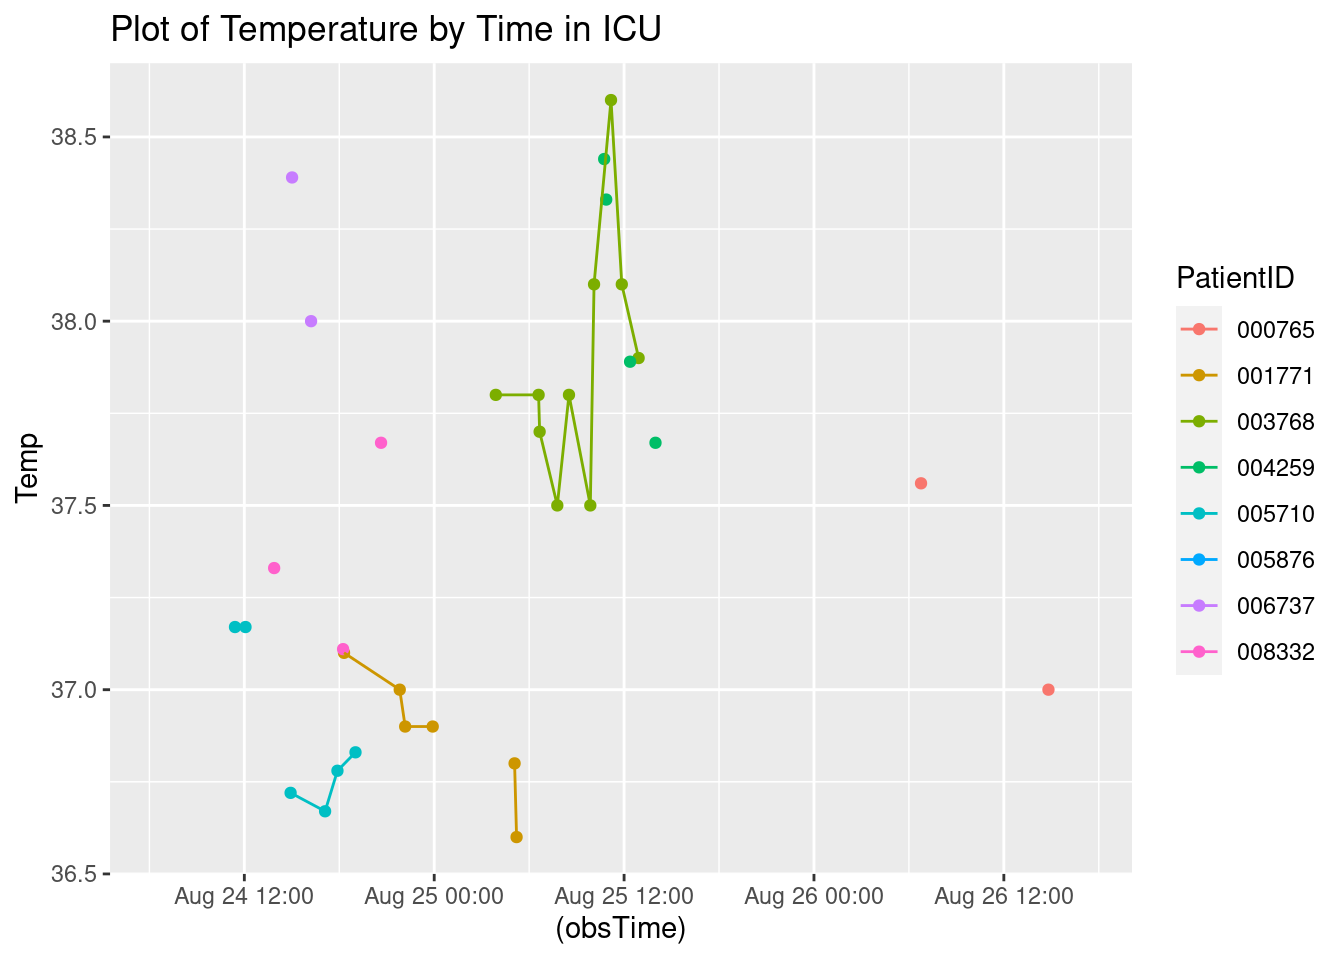 Plot of Temperature by Time in ICU
38.5
38.0
37.5
37.0
36.5
Temp
Aug 24 12:00
Aug 25 00:00
Aug 25 12:00
Aug 26 00:00
Aug 26 12:00
(obsTime)
PatientID
000765
001771
003768
004259
005710
005876
006737
008332